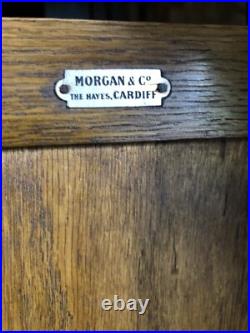 MORGAN & CO.
THE HAYES, CARDIFF